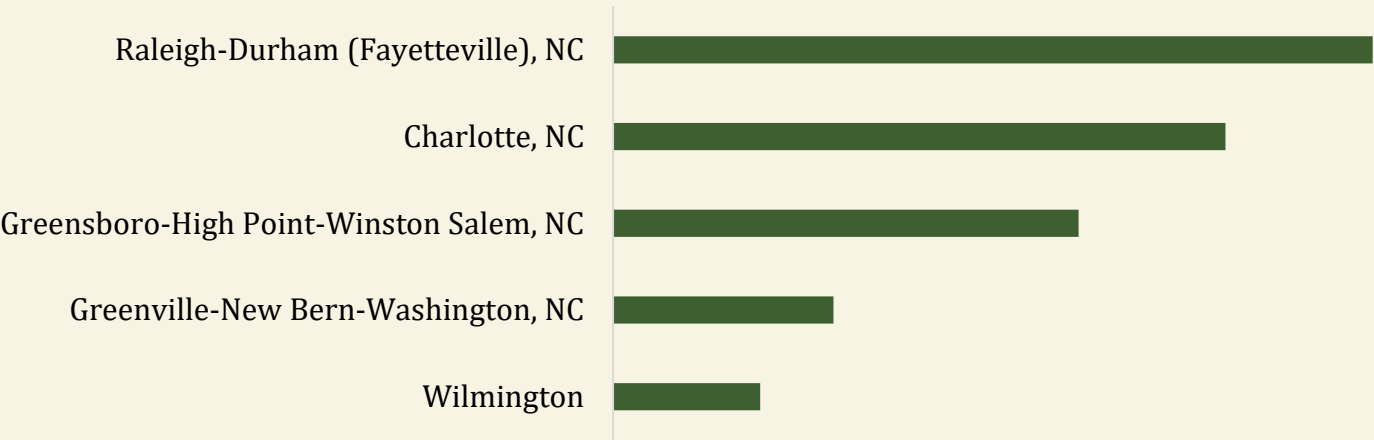 Raleigh-Durham (Fayetteville), NC
Charlotte, NC
Greensboro-High Point-Winston Salem, NC
Greenville-New Bern-Washington, NC
Wilmington